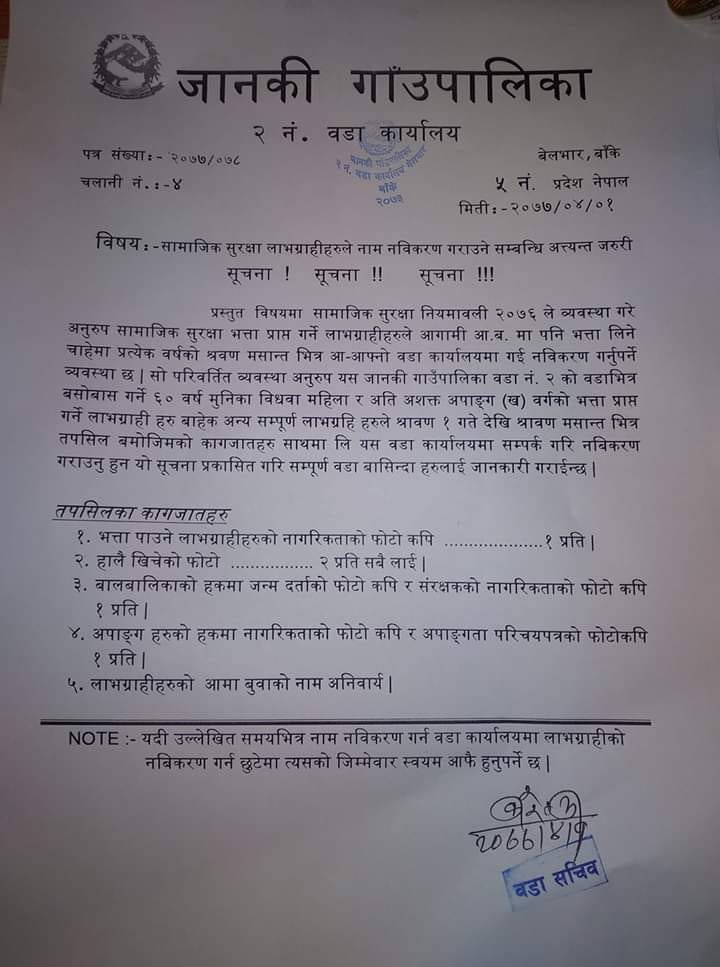 जानकी गाँउपालिका
२ नं. वडा कार्यालय
पत्र संख्याः- २०७७/०७८
बेलभार, बाँके
चलानी नं.ः-४
५ नं. प्रदेश नेपाल
मितीः-२०७७/०४/०१
जानकी गाउँपालिका
२ नं. वडा कार्यालय बेलभार
बाँके
२०७३
विषयः-सामाजिक सुरक्षा लाभग्राहीहरुले नाम नविकरण गराउने सम्बन्धि अत्त्यन्त जरुरी
सूचना ! सूचना !! सूचना !!!
प्रस्तुत विषयमा सामाजिक सुरक्षा नियमावली २०७६ ले व्यवस्था गरे
अनुरुप सामाजिक सुरक्षा भत्ता प्राप्त गर्ने लाभग्राहीहरुले आगामी आ.ब. मा पनि भत्ता लिने
चाहेमा प्रत्येक वर्षको श्रवण मसान्त भित्र आ-आफ्नो वडा कार्यालयमा गई नविकरण गर्नुपर्ने
व्यवस्था छ | सो परिवर्तित व्यवस्था अनुरुप यस जानकी गाउँपालिका वडा नं. २ को वडाभित्र
बसोबास गर्ने ६० वर्ष मुनिका विधवा महिला र अति अशक्त अपाङ्ग (ख) वर्गको भत्ता प्राप्त
गर्ने लाभग्राही हरु बाहेक अन्य सम्पूर्ण लाभग्रहि हरुले श्रावण १ गते देखि श्रावण मसान्त भित्र
तपसिल बमोजिमको कागजातहरु साथमा लि यस वडा कार्यालयमा सम्पर्क गरि नबिकरण
गराउनु हुन यो सूचना प्रकासित गरि सम्पूर्ण वडा बासिन्दा हरुलाई जानकारी गराईन्छ |
तपसिलका कागजातहरु
१. भत्ता पाउने लाभग्राहीहरुको नागरिकताको फोटो कपि ...................१ प्रति |
२. हालै खिचेको फोटो ................ २ प्रति सबै लाई |
३. बालबालिकाको हकमा जन्म दर्ताको फोटो कपि र संरक्षकको नागरिकताको फोटो कपि
१ प्रति |
४. अपाङ्ग हरुको हकमा नागरिकताको फोटो कपि र अपाङ्गता परिचयपत्रको फोटोकपि
१ प्रति |
५. लाभग्राहीहरुको आमा बुवाको नाम अनिवार्य |
NOTE :- यदी उल्लेखित समयभित्र नाम नविकरण गर्न वडा कार्यालयमा लाभग्राहीको
नबिकरण गर्न छुटेमा त्यसको जिम्मेवार स्वयम आफै हुनुपर्ने छ |
२०७७/४/१
वडा सचिव